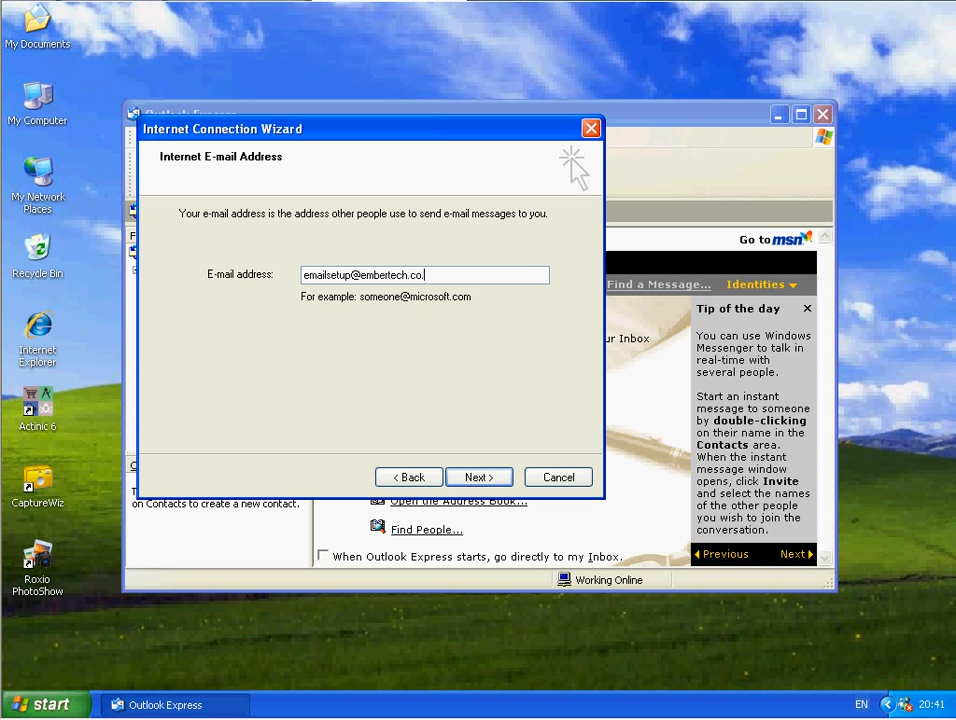 My Documents
My Computer
My Network
Places
Recycle Bin
Internet
Explorer
Actinic 6
CaptureWiz
Roxio
PhotoShow
Outlook Express
Internet Connection Wizard
Internet E-mail Address
Your e-mail address is the address other people use to send e-mail messages to you.
E-mail address:
emailsetup@embertech.co.
For example: someone@microsoft.com
< Back
Next >
Cancel
Go to msn
Find a Message...
Identities
ur Inbox
Tip of the day
You can use Windows
Messenger to talk in
real-time with
several people.
Start an instant
message to someone
by double-clicking
on their name in the
Contacts area.
When the instant
message window
opens, click Invite
and select the names
of the other people
you wish to join the
conversation.
Previous
Next
on Contacts to create a new contact.
Open the Address Book...
Find People...
When Outlook Express starts, go directly to my Inbox.
Working Online
start
Outlook Express
EN
20:41